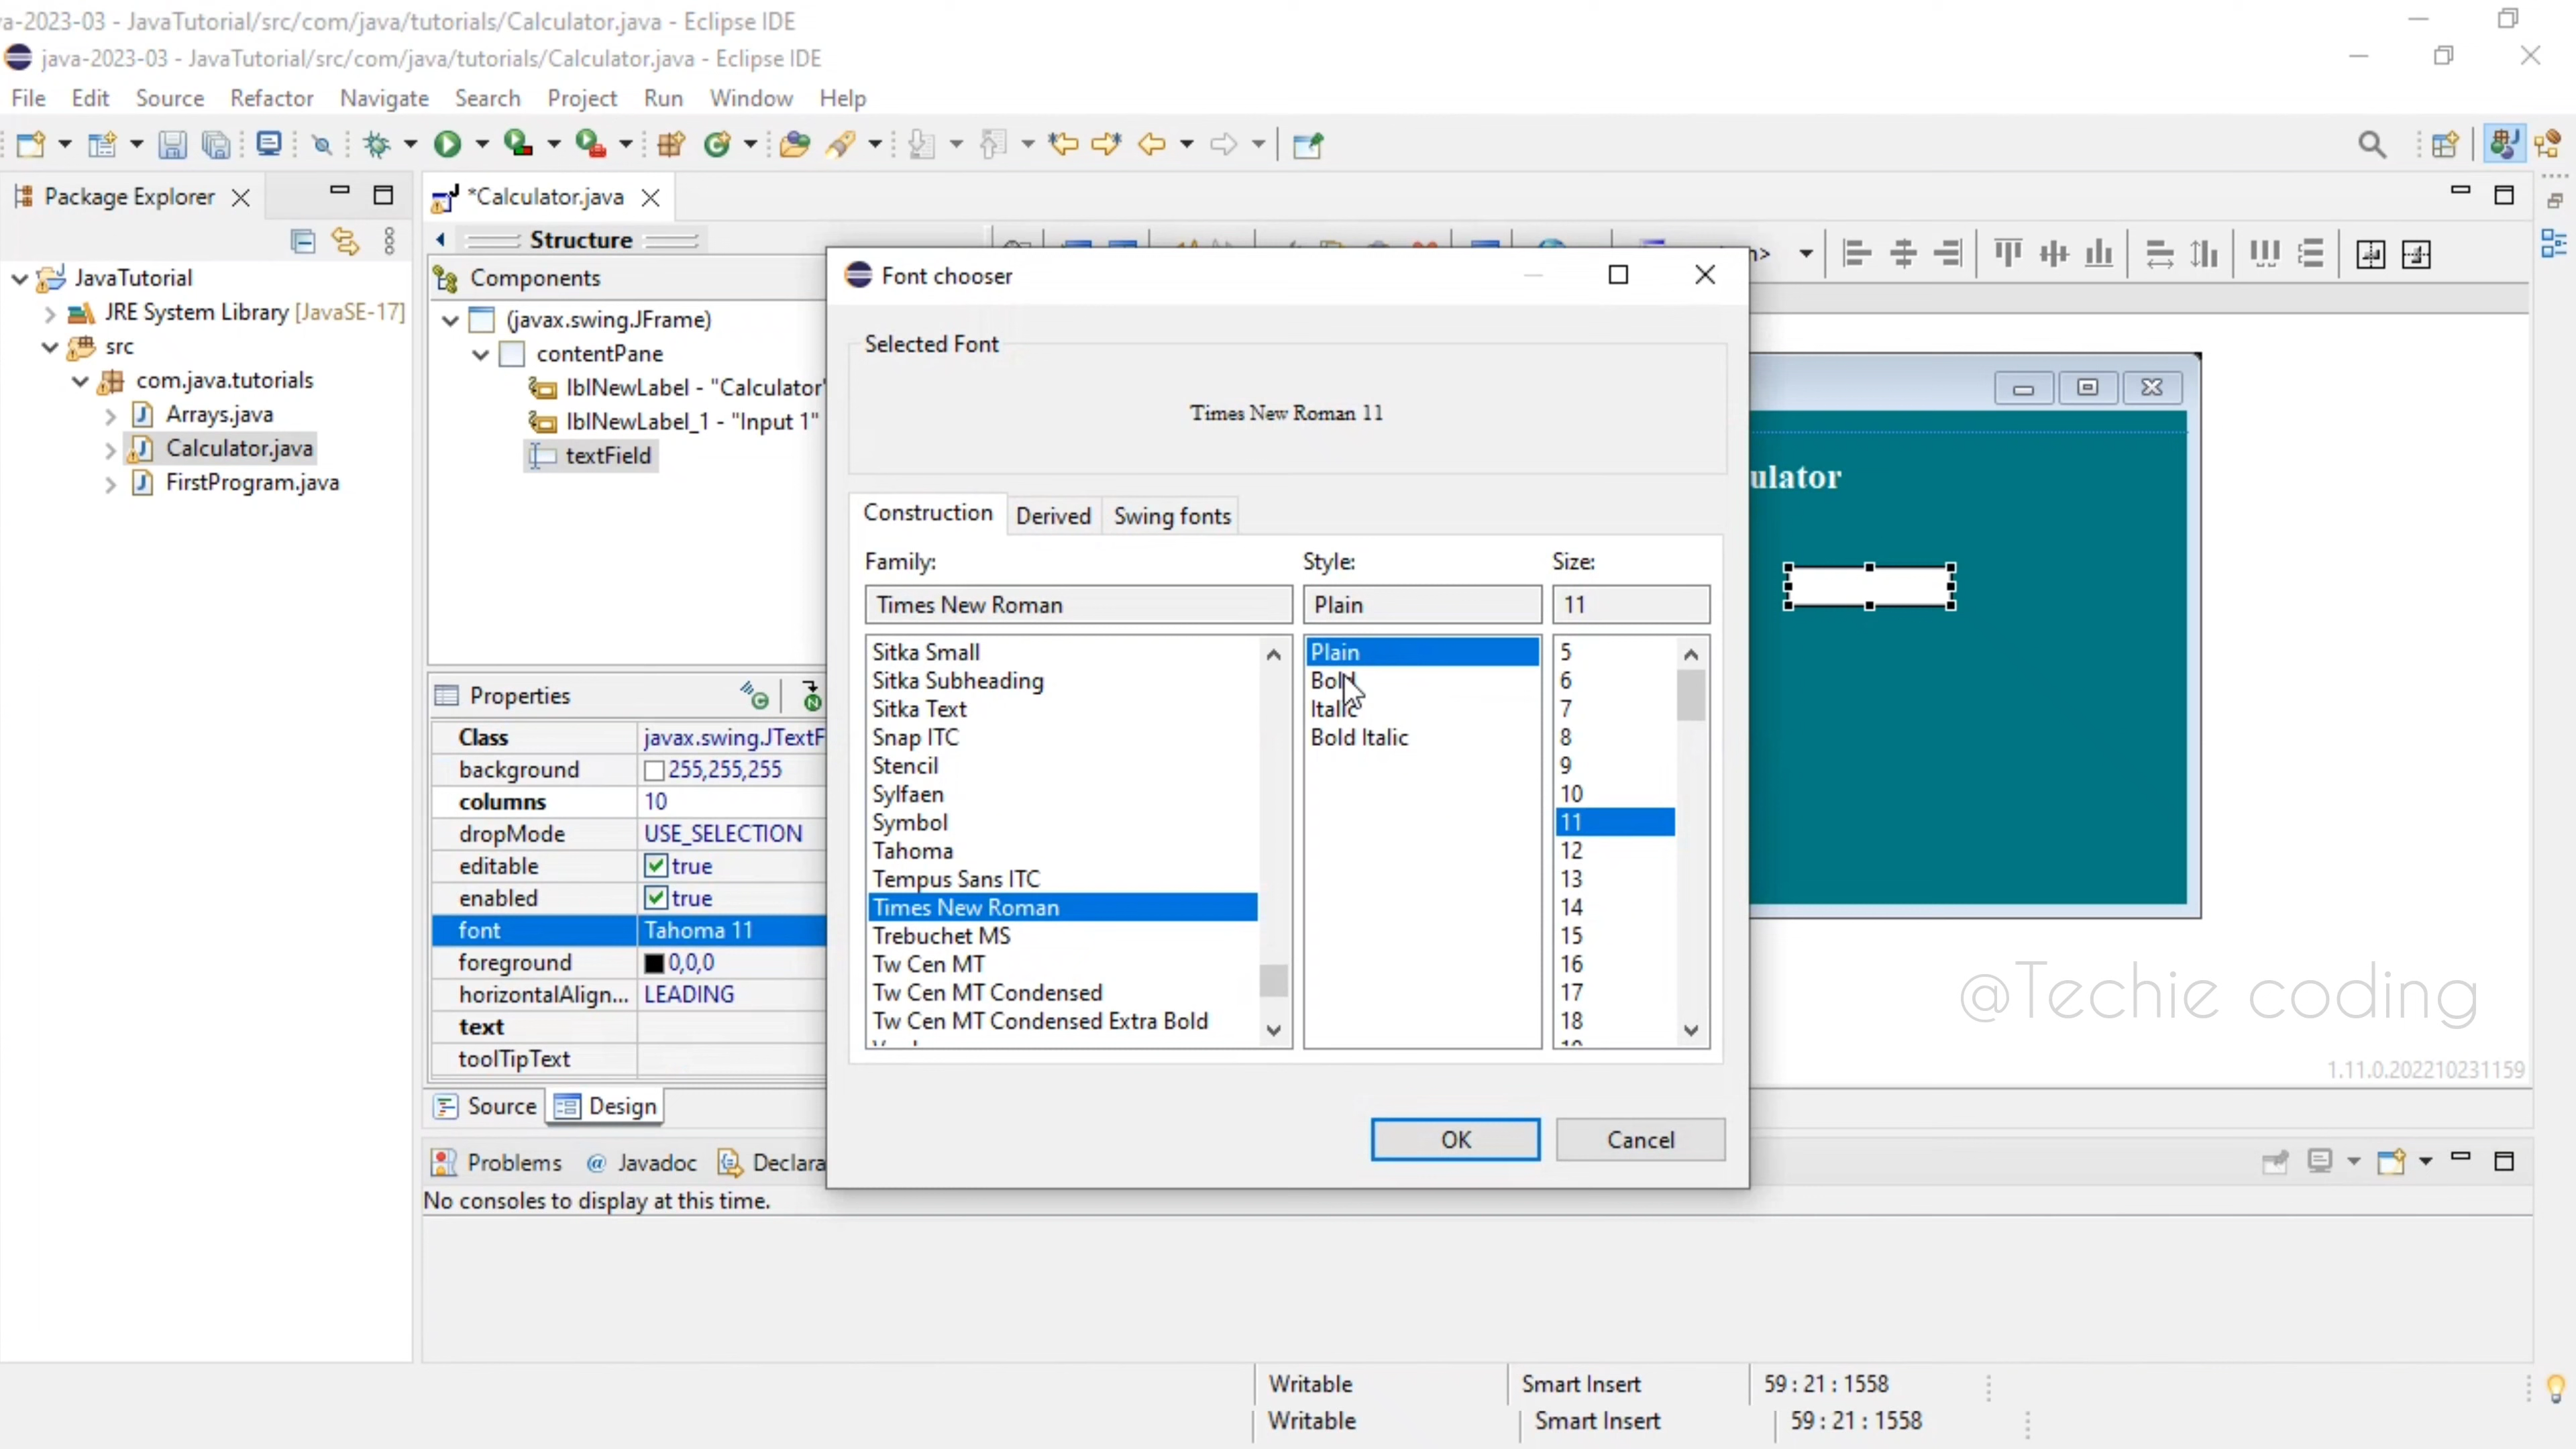 a-2023-03 - JavaTutorial/src/com/java/tutorials/Calculator.java - Eclipse IDE
java-2023-03 - JavaTutorial/src/com/java/tutorials/Calculator.java - Eclipse IDE
File Edit Source Refactor Navigate Search Project Run Window Help
Package Explorer
JavaTutorial
JRE System Library [JavaSE-17]
src
com.java.tutorials
Arrays.java
Calculator.java
FirstProgram.java
*Calculator.java
Structure
Components
(javax.swing.JFrame)
contentPane
lblNewLabel - "Calculator"
lblNewLabel_1 - "Input 1"
textField
Properties
Class javax.swing.JTextF
background 255,255,255
columns 10
dropMode USE_SELECTION
editable true
enabled true
font Tahoma 11
foreground 0,0,0
horizontalAlign... LEADING
text
toolTipText
Source Design
Font chooser
Selected Font
Times New Roman 11
Construction Derived Swing fonts
Family: Style: Size:
Times New Roman Plain 11
Sitka Small
Sitka Subheading
Sitka Text
Snap ITC
Stencil
Sylfaen
Symbol
Tahoma
Tempus Sans ITC
Times New Roman
Trebuchet MS
Tw Cen MT
Tw Cen MT Condensed
Tw Cen MT Condensed Extra Bold
Plain
Bold
Italic
Bold Italic
5
6
7
8
9
10
11
12
13
14
15
16
17
18
OK Cancel
ulator
@Techie coding
1.11.0.202210231159
Problems @ Javadoc Declara
No consoles to display at this time.
Writable Smart Insert 59 : 21 : 1558
Writable Smart Insert 59 : 21 : 1558